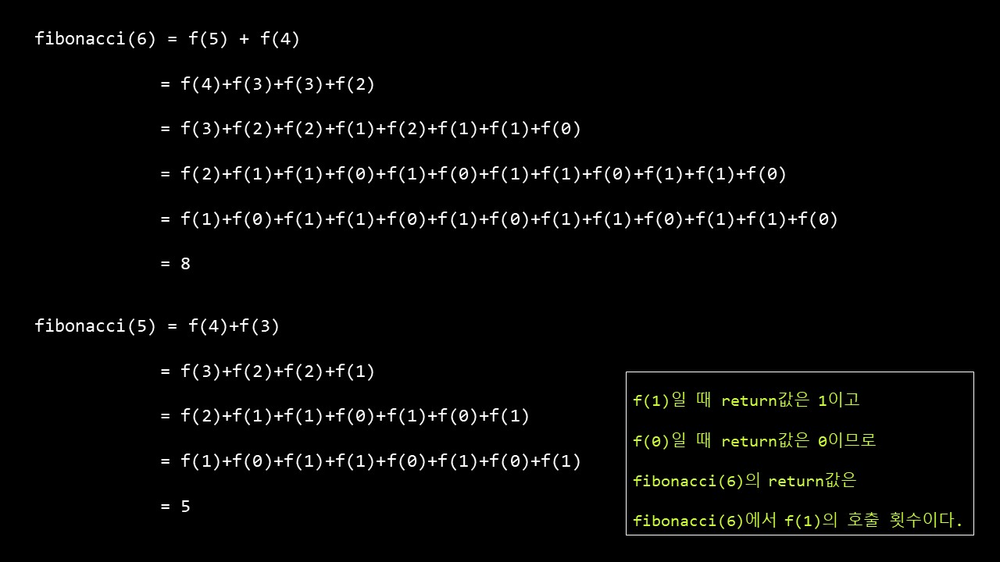 fibonacci(6) = f(5) + f(4)
= f(4)+f(3)+f(3)+f(2)
= f(3)+f(2)+f(2)+f(1)+f(2)+f(1)+f(1)+f(0)
= f(2)+f(1)+f(1)+f(0)+f(1)+f(0)+f(1)+f(1)+f(0)+f(1)+f(1)+f(0)
= f(1)+f(0)+f(1)+f(1)+f(0)+f(1)+f(0)+f(1)+f(1)+f(0)+f(1)+f(1)+f(0)
= 8
fibonacci(5) = f(4)+f(3)
= f(3)+f(2)+f(2)+f(1)
= f(2)+f(1)+f(1)+f(0)+f(1)+f(0)+f(1)
= f(1)+f(0)+f(1)+f(1)+f(0)+f(1)+f(0)+f(1)
= 5
f(1)일 때 return값은 1이고
f(0)일 때 return값은 0이므로
fibonacci(6)의 return값은
fibonacci(6)에서 f(1)의 호출 횟수이다.